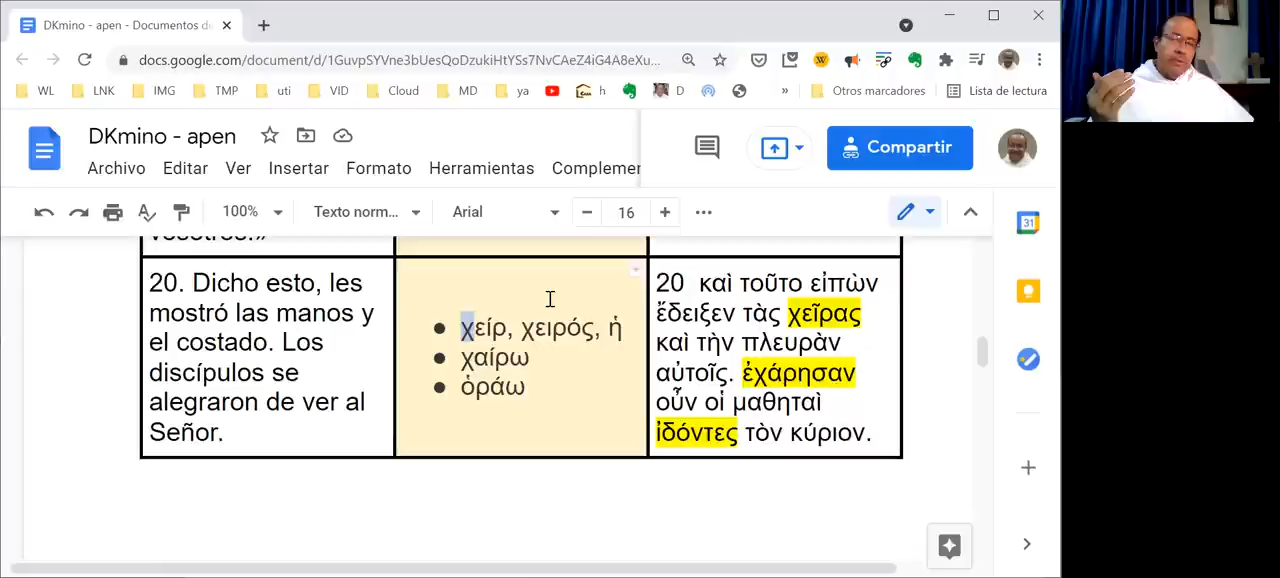 DKmino - apen - Documentos d
docs.google.com/document/d/1GuvpSYVne3bUesQoDzukiHtYSs7NvCAeZ4iG4A8eXu...
WL LNK IMG TMP uti VID Cloud MD ya h D » Otros marcadores Lista de lectura
DKmino - apen
Compartir
Archivo Editar Ver Insertar Formato Herramientas Complemen
100% Texto norm... Arial 16
31
vosotros.»
20. Dicho esto, les
mostró las manos y
el costado. Los
discípulos se
alegraron de ver al
Señor.
χείρ, χειρός, ἡ
χαίρω
ὁράω
20 καὶ τοῦτο εἰπὼν
ἔδειξεν τὰς χεῖρας
καὶ τὴν πλευρὰν
αὐτοῖς. ἐχάρησαν
οὖν οἱ μαθηταὶ
ἰδόντες τὸν κύριον.